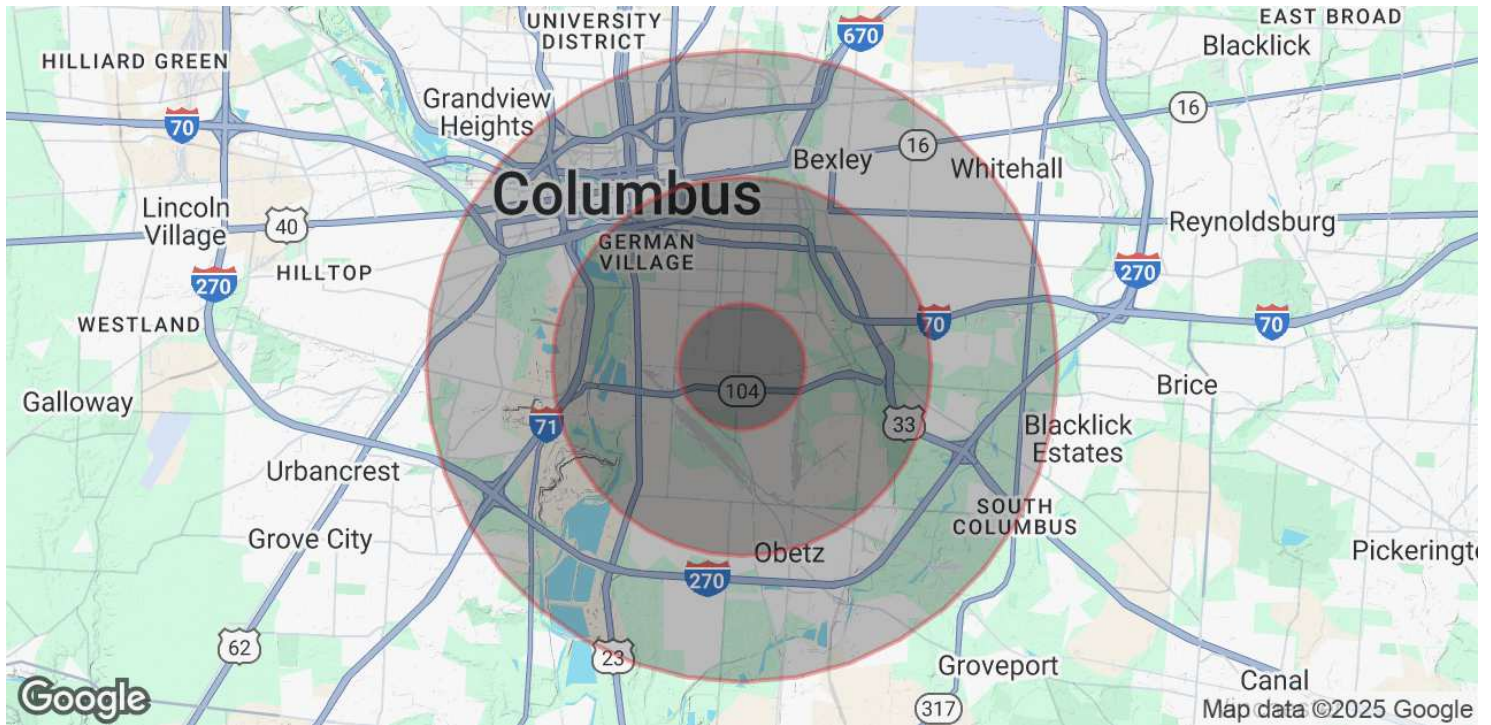 UNIVERSITY
DISTRICT
670
EAST BROAD
Blacklick
HILLIARD GREEN
Grandview
Heights
70
16
16
Bexley
Whitehall
Columbus
Lincoln
Village
40
Reynoldsburg
GERMAN
VILLAGE
HILLTOP
270
270
WESTLAND
70
70
104
Brice
Galloway
71
33
Blacklick
Estates
Urbancrest
SOUTH
COLUMBUS
Grove City
Obetz
Pickeringt
270
62
23
Groveport
Canal
317
Google
Map data ©2025 Google